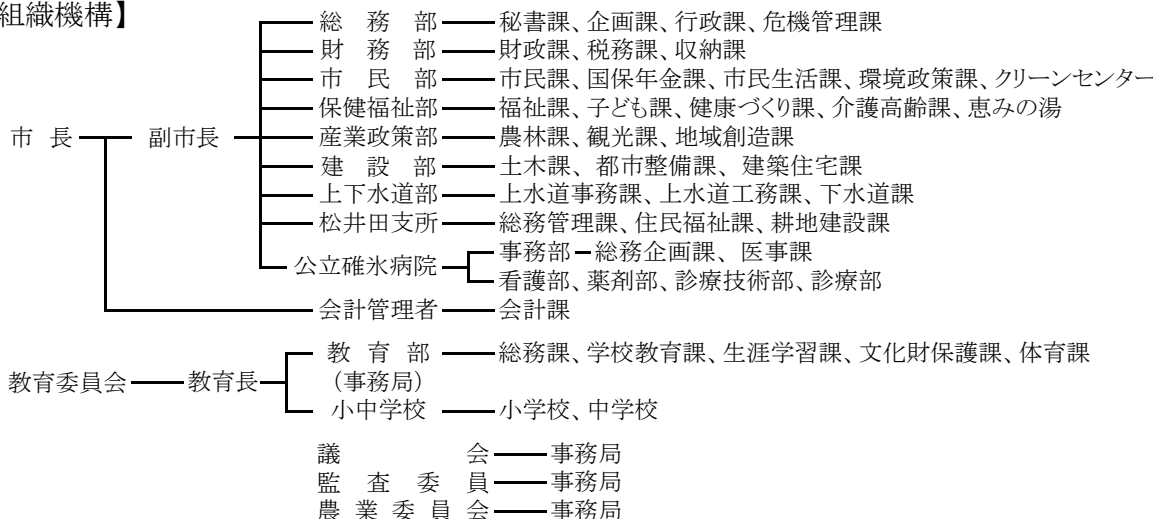 組織機構】
総務部 秘書課、企画課、行政課、危機管理課
財務部 財政課、税務課、収納課
市民部 市民課、国保年金課、市民生活課、環境政策課、クリーンセンター
保健福祉部 福祉課、子ども課、健康づくり課、介護高齢課、恵みの湯
市長 副市長 産業政策部 農林課、観光課、地域創造課
建設部 土木課、都市整備課、建築住宅課
上下水道部 上水道事務課、上水道工務課、下水道課
松井田支所 総務管理課、住民福祉課、耕地建設課
公立碓氷病院 事務部 総務企画課、医事課
看護部、薬剤部、診療技術部、診療部
会計管理者 会計課
教育部 総務課、学校教育課、生涯学習課、文化財保護課、体育課
教育委員会 教育長 (事務局)
小中学校 小学校、中学校
議会 事務局
監査委員 事務局
農業委員会 事務局